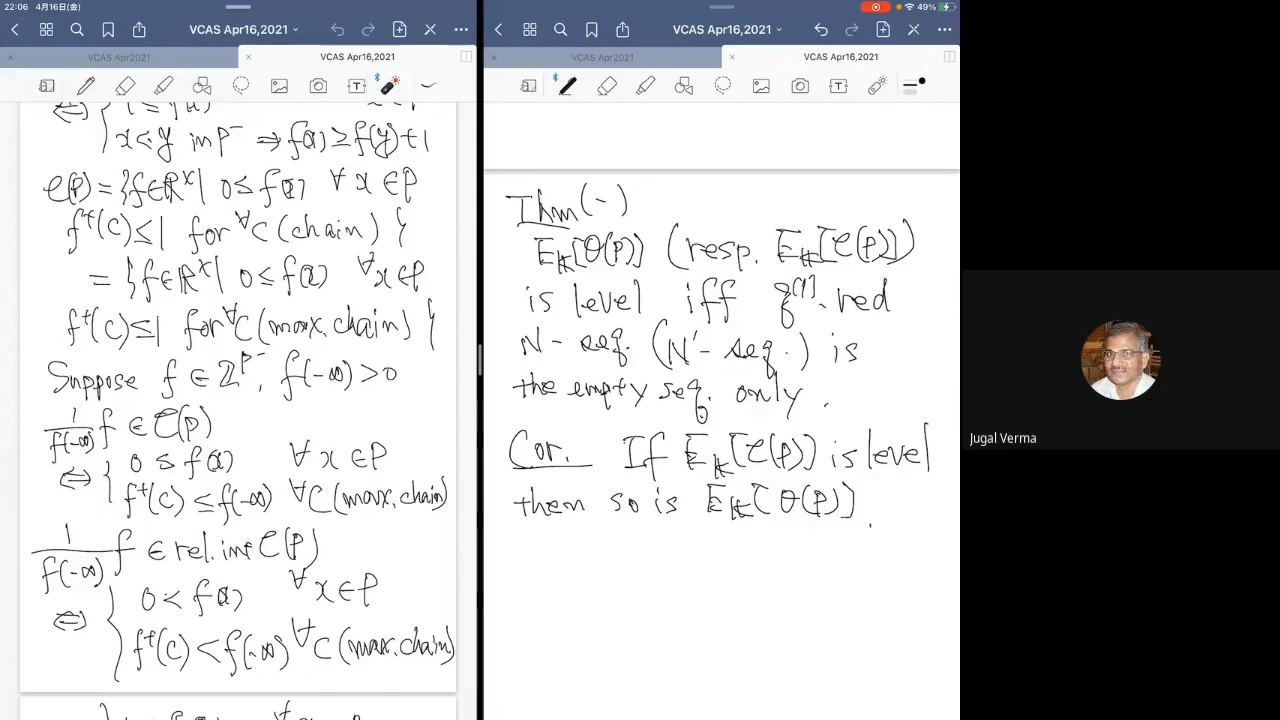 22:06 4月16日(金)
VCAS Apr16,2021
VCAS Apr2021
VCAS Apr16,2021
x<·y in P⁻ ⇒ f(x) ≥ f(y)+1
𝒞(P) = {f∈ℝ^X | 0 ≤ f(x) ∀x∈P
f⁺(C) ≤ 1 for ∀C (chain) }
= {f∈ℝ^X | 0 ≤ f(x) ∀x∈P
f⁺(C) ≤ 1 for ∀C (max. chain) }
Suppose f ∈ ℤ^{P⁻}, f(-∞) > 0
1/f(-∞) f ∈ 𝒞(P)
⇔ { 0 ≤ f(x) ∀x∈P
f⁺(C) ≤ f(-∞) ∀C (max. chain)
1/f(-∞) f ∈ rel. int 𝒞(P)
⇔ { 0 < f(x) ∀x∈P
f⁺(C) < f(-∞) ∀C (max. chain)
49%
VCAS Apr16,2021
VCAS Apr2021
VCAS Apr16,2021
Thm (-)
E_𝕜[𝒪(P)] (resp. E_𝕜[𝒞(P)])
is level iff q^{(1)}-red
N-seq. (N'-seq.) is
the empty seq. only.
Cor. If E_𝕜[𝒞(P)] is level
then so is E_𝕜[𝒪(P)].
Jugal Verma